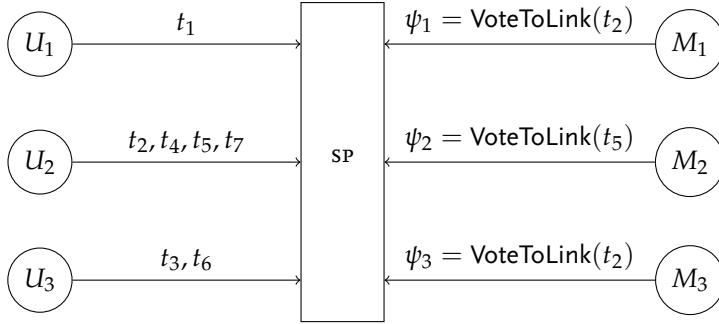 U₁ t₁ ψ₁ = VoteToLink(t₂) M₁
U₂ t₂, t₄, t₅, t₇ SP ψ₂ = VoteToLink(t₅) M₂
U₃ t₃, t₆ ψ₃ = VoteToLink(t₂) M₃